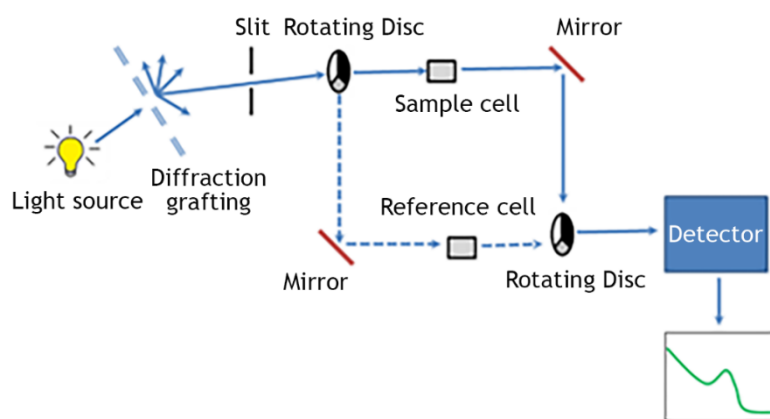 Slit
Rotating Disc
Mirror
Sample cell
Light source
Diffraction
grafting
Reference cell
Detector
Mirror
Rotating Disc